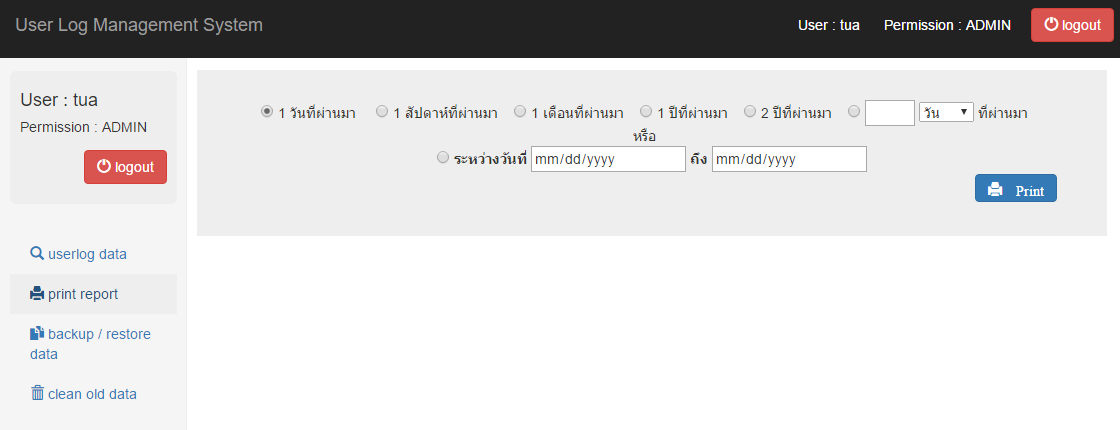 User Log Management System User : tua Permission : ADMIN logout
User : tua
Permission : ADMIN
logout
userlog data
print report
backup / restore
data
clean old data
1 วันที่ผ่านมา 1 สัปดาห์ที่ผ่านมา 1 เดือนที่ผ่านมา 1 ปีที่ผ่านมา 2 ปีที่ผ่านมา วัน ที่ผ่านมา
หรือ
ระหว่างวันที่ mm/dd/yyyy ถึง mm/dd/yyyy
Print